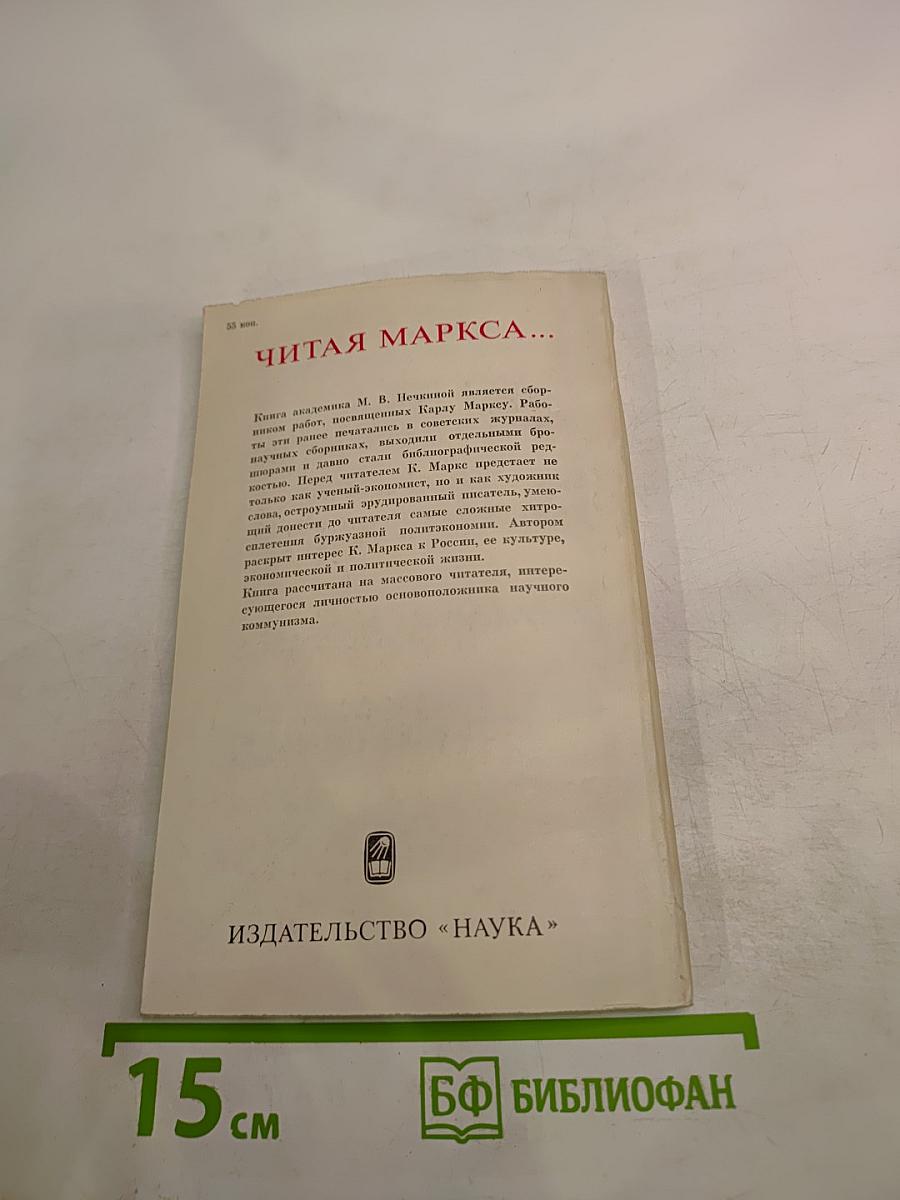 55 коп.
ЧИТАЯ МАРКСА...
Книга академика М. В. Нечкиной является сбор-
ником работ, посвященных Карлу Марксу. Рабо-
ты эти ранее печатались в советских журналах,
научных сборниках, выходили отдельными бро-
шюрами и давно стали библиографической ред-
костью. Перед читателем К. Маркс предстает не
только как ученый-экономист, но и как художник
слова, остроумный эрудированный писатель, умею-
щий донести до читателя самые сложные хитро-
сплетения буржуазной политэкономии. Автором
раскрыт интерес К. Маркса к России, ее культуре,
экономической и политической жизни.
Книга рассчитана на массового читателя, интере-
сующегося личностью основоположника научного
коммунизма.
ИЗДАТЕЛЬСТВО «НАУКА»
15 см
БФ БИБЛИОФАН